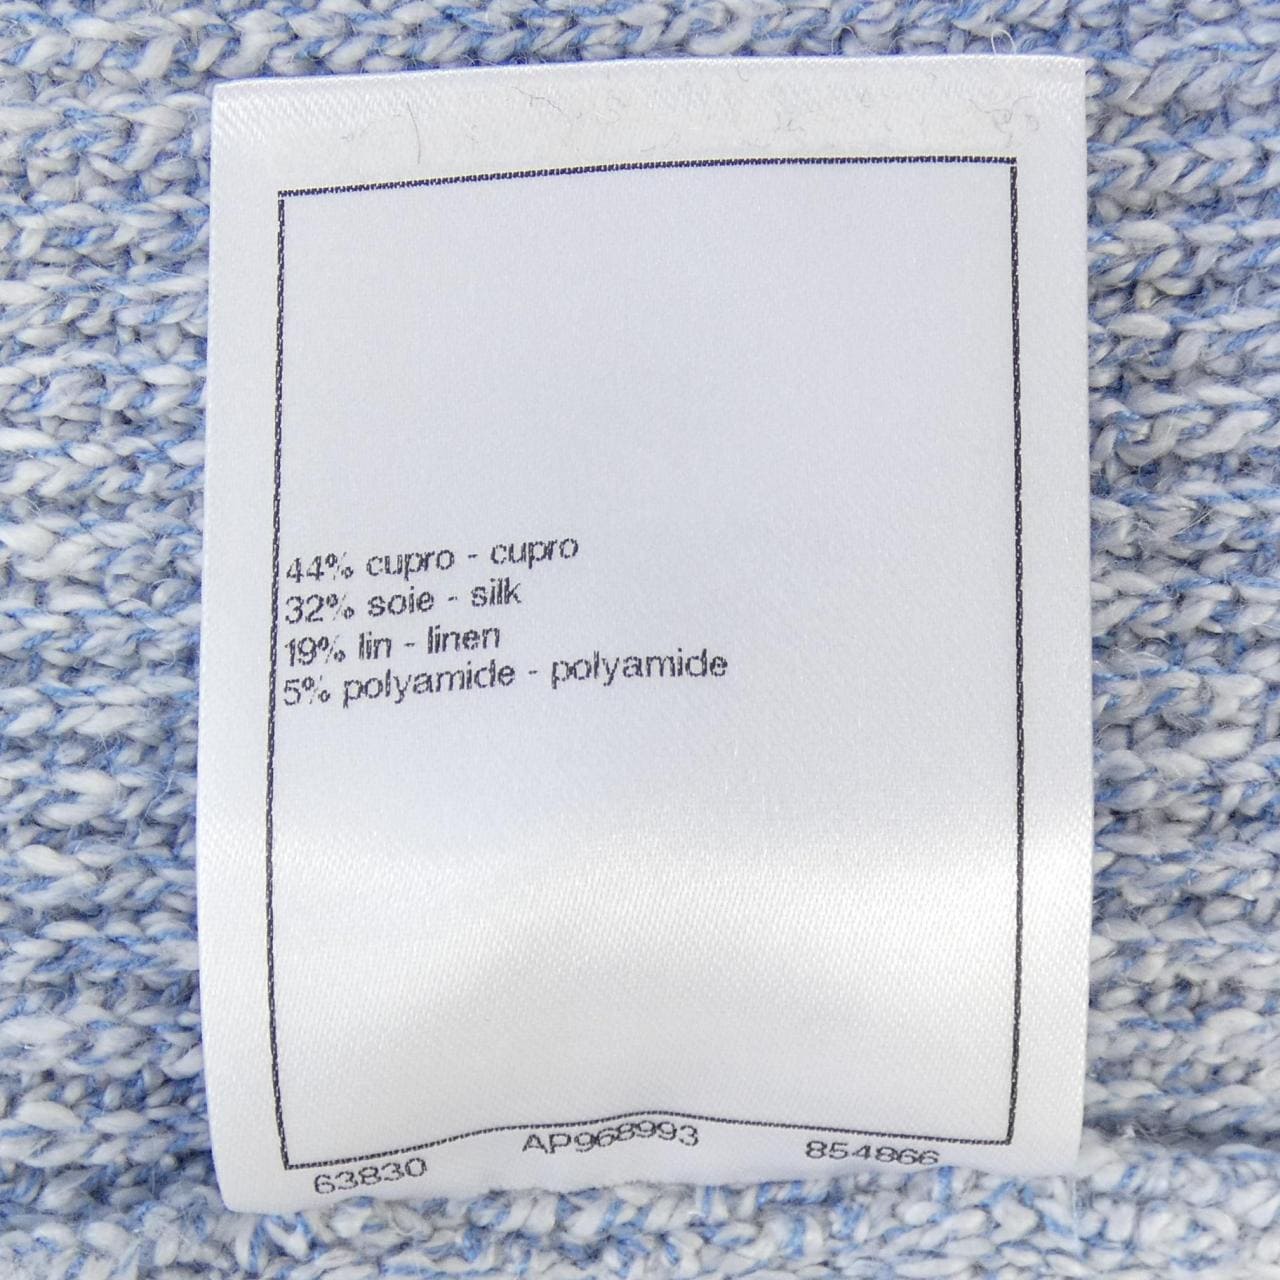 44% cupro - cupro
32% soie - silk
19% lin - linen
5% polyamide - polyamide
63830 AP968993 854866